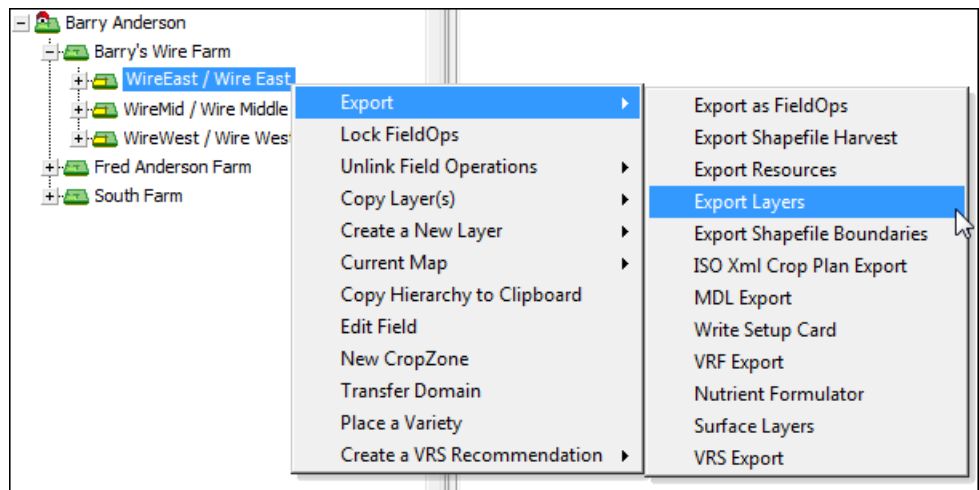 Barry Anderson
Barry's Wire Farm
WireEast / Wire East
WireMid / Wire Middle
WireWest / Wire Wes
Fred Anderson Farm
South Farm
Export
Lock FieldOps
Unlink Field Operations
Copy Layer(s)
Create a New Layer
Current Map
Copy Hierarchy to Clipboard
Edit Field
New CropZone
Transfer Domain
Place a Variety
Create a VRS Recommendation
Export as FieldOps
Export Shapefile Harvest
Export Resources
Export Layers
Export Shapefile Boundaries
ISO Xml Crop Plan Export
MDL Export
Write Setup Card
VRF Export
Nutrient Formulator
Surface Layers
VRS Export